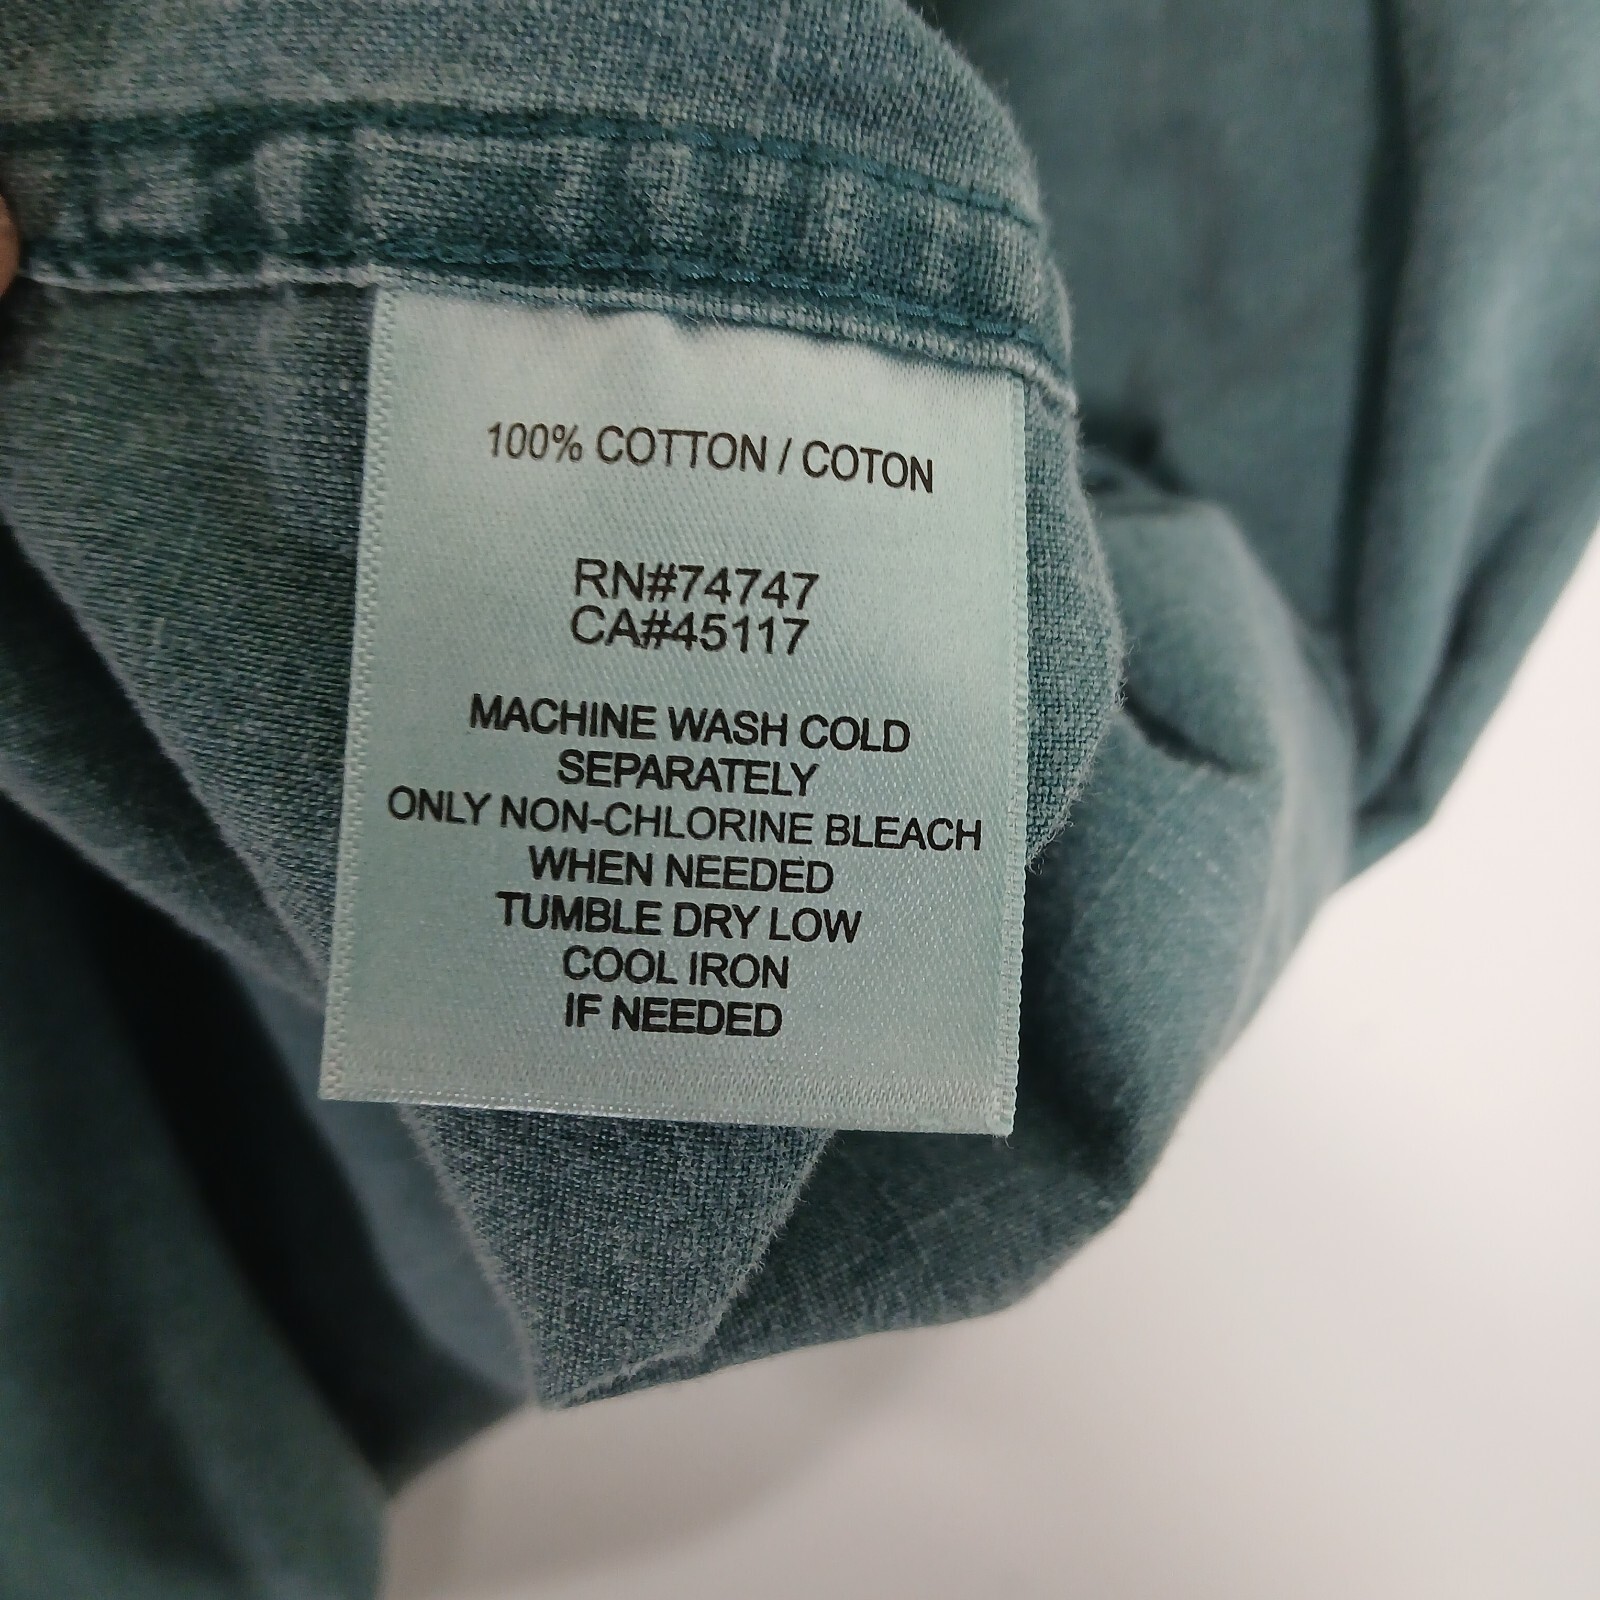 100% COTTON / COTON
RN#74747
CA#45117
MACHINE WASH COLD
SEPARATELY
ONLY NON-CHLORINE BLEACH
WHEN NEEDED
TUMBLE DRY LOW
COOL IRON
IF NEEDED